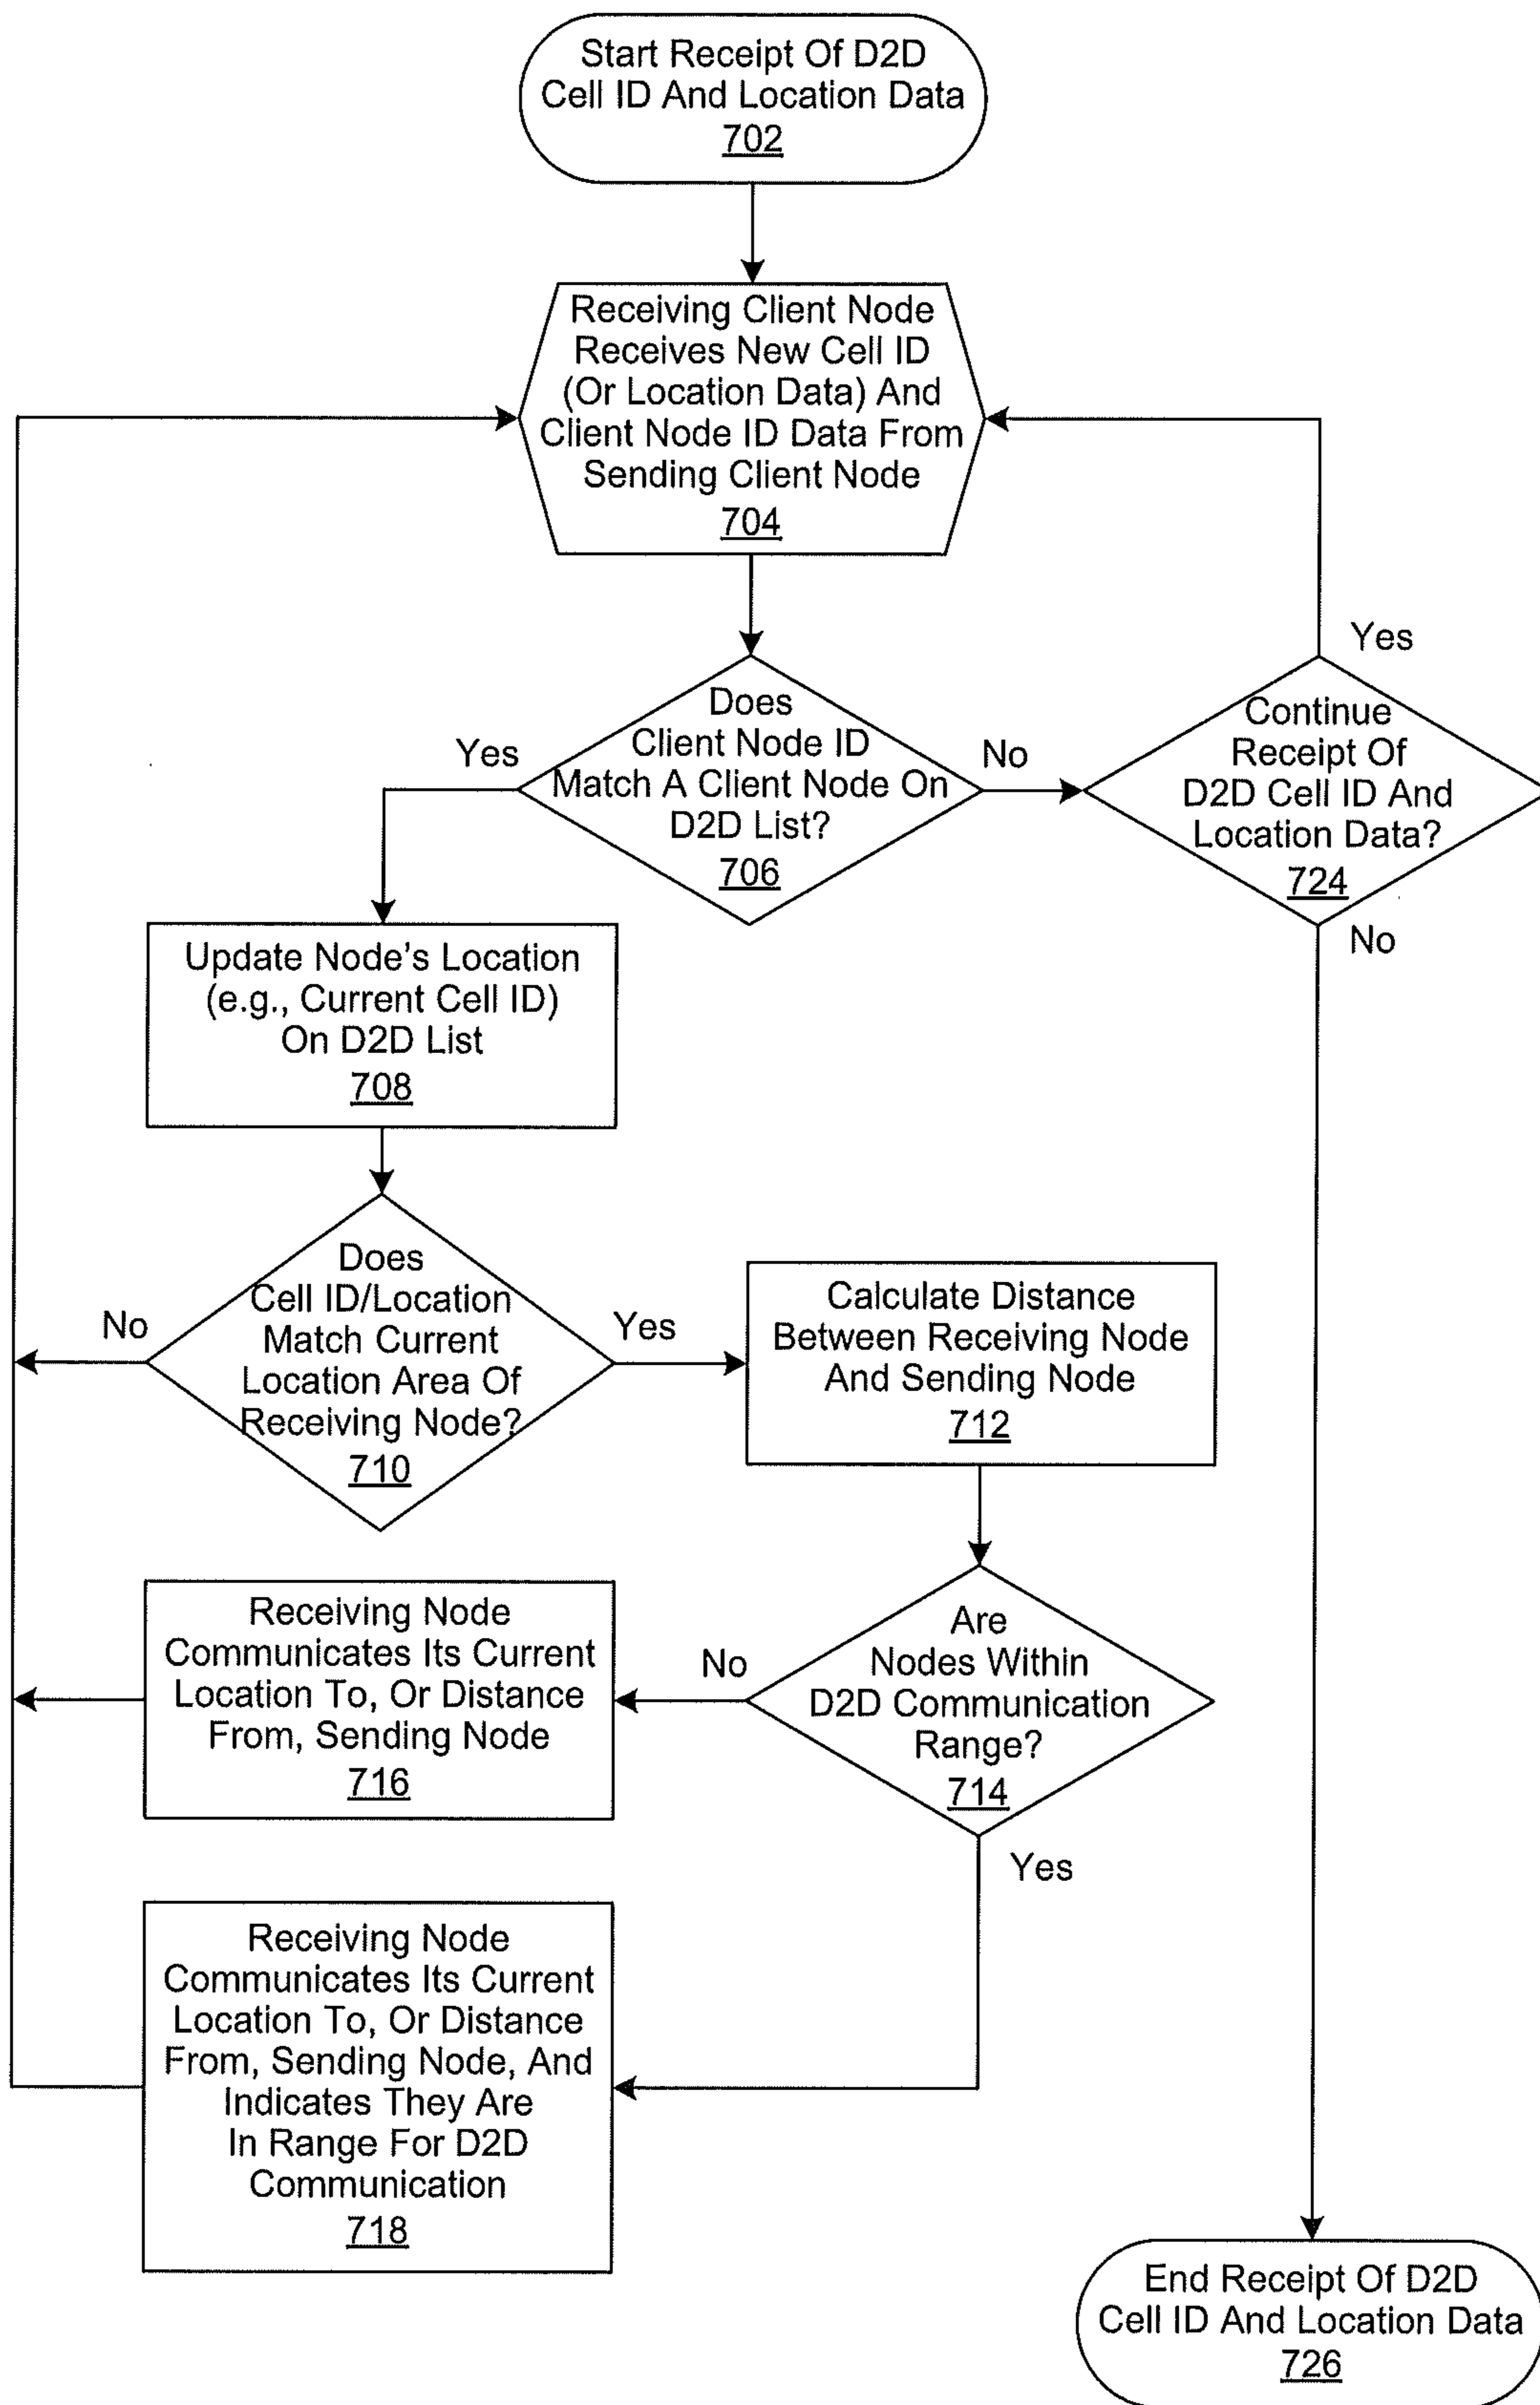 Start Receipt Of D2D
Cell ID And Location Data
702
Receiving Client Node
Receives New Cell ID
(Or Location Data) And
Client Node ID Data From
Sending Client Node
704
Does
Client Node ID
Match A Client Node On
D2D List?
706
Yes
No
Continue
Receipt Of
D2D Cell ID And
Location Data?
724
Yes
No
Update Node's Location
(e.g., Current Cell ID)
On D2D List
708
Does
Cell ID/Location
Match Current
Location Area Of
Receiving Node?
710
No
Yes
Calculate Distance
Between Receiving Node
And Sending Node
712
Are
Nodes Within
D2D Communication
Range?
714
No
Yes
Receiving Node
Communicates Its Current
Location To, Or Distance
From, Sending Node
716
Receiving Node
Communicates Its Current
Location To, Or Distance
From, Sending Node, And
Indicates They Are
In Range For D2D
Communication
718
End Receipt Of D2D
Cell ID And Location Data
726